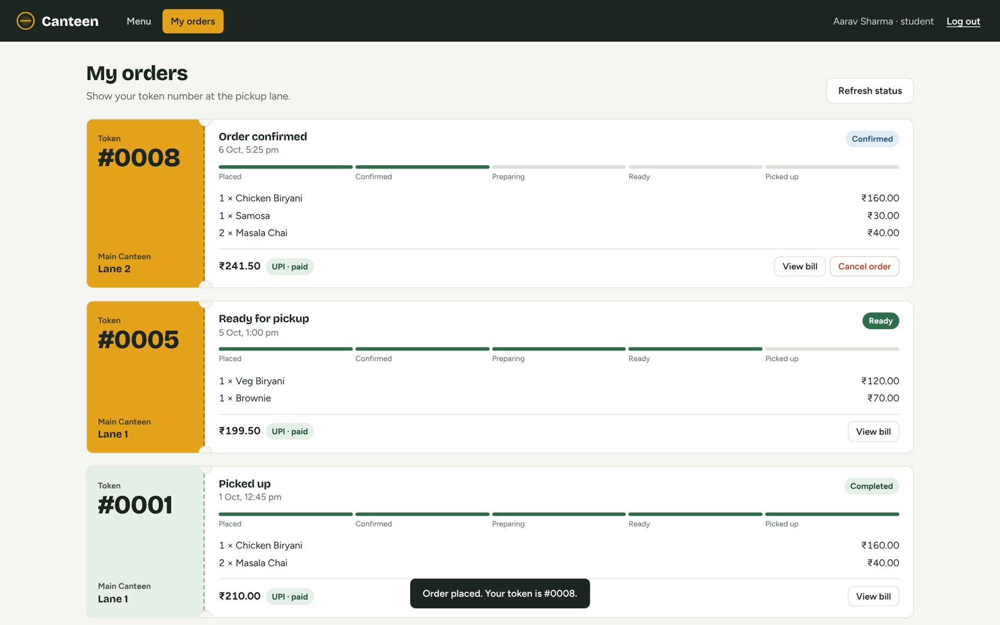 Canteen Menu My orders Aarav Sharma · student Log out
My orders
Show your token number at the pickup lane.
Refresh status
Token
#0008
Main Canteen
Lane 2
Order confirmed
6 Oct, 5:25 pm
Confirmed
Placed Confirmed Preparing Ready Picked up
1 × Chicken Biryani ₹160.00
1 × Samosa ₹30.00
2 × Masala Chai ₹40.00
₹241.50 UPI · paid View bill Cancel order
Token
#0005
Main Canteen
Lane 1
Ready for pickup
5 Oct, 1:00 pm
Ready
Placed Confirmed Preparing Ready Picked up
1 × Veg Biryani ₹120.00
1 × Brownie ₹70.00
₹199.50 UPI · paid View bill
Token
#0001
Main Canteen
Lane 1
Picked up
1 Oct, 12:45 pm
Completed
Placed Confirmed Preparing Ready Picked up
1 × Chicken Biryani ₹160.00
2 × Masala Chai ₹40.00
₹210.00 UPI · paid View bill
Order placed. Your token is #0008.